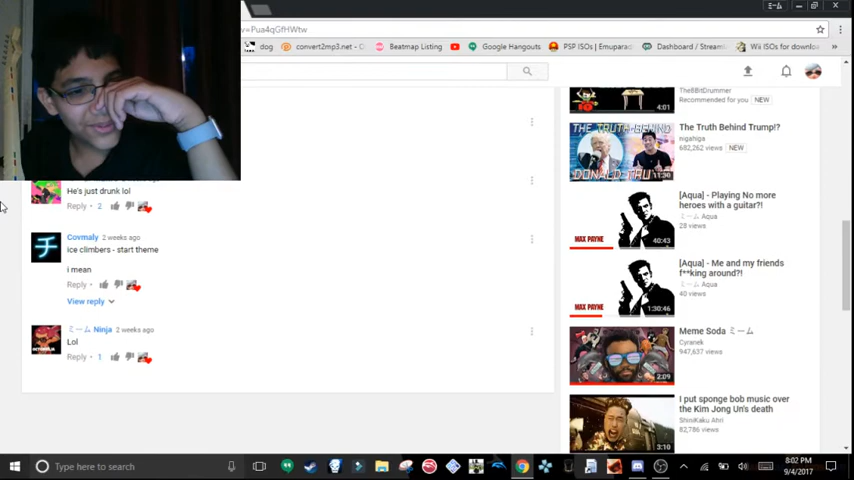 ミーム
v=Pua4qGfHWtw
dog
convert2mp3.net -
Beatmap Listing
Google Hangouts
PSP ISOs | Emuparad
Dashboard / Streaml
Wii ISOs for downlo
He's just drunk lol
Reply 2
Covmaly 2 weeks ago
ice climbers - start theme
i mean
Reply
View reply
ミーム Ninja 2 weeks ago
Lol
Reply 1
4:01
The8BitDrummer
Recommended for you NEW
THE TRUTH BEHIND
DONALD TRU
11:30
The Truth Behind Trump!?
nigahiga
682,262 views NEW
MAX PAYNE
40:43
[Aqua] - Playing No more
heroes with a guitar?!
ミーム Aqua
28 views
MAX PAYNE
1:30:46
[Aqua] - Me and my friends
f**king around?!
ミーム Aqua
40 views
2:09
Meme Soda ミーム
Cyranek
947,637 views
3:10
I put sponge bob music over
the Kim Jong Un's death
ShiroKaku Ahri
82,786 views
Type here to search
8:02 PM
9/4/2017